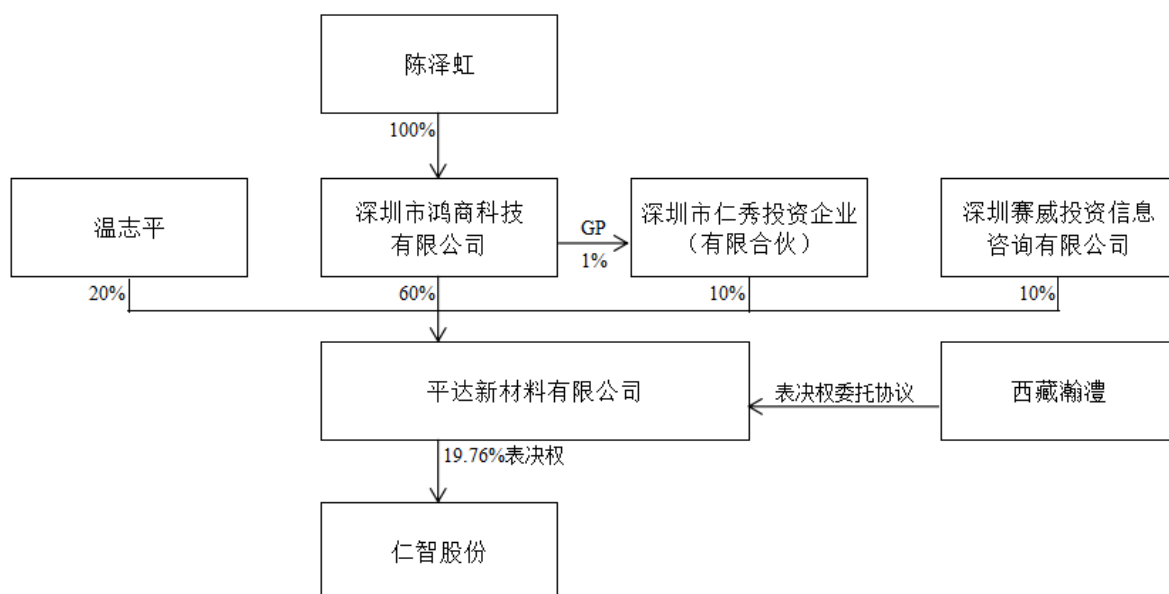 陈泽虹
100%
温志平
深圳市鸿商科技
有限公司
GP
1%
深圳市仁秀投资企业
（有限合伙）
深圳赛威投资信息
咨询有限公司
20%
60%
10%
10%
平达新材料有限公司
表决权委托协议
西藏瀚澧
19.76%表决权
仁智股份